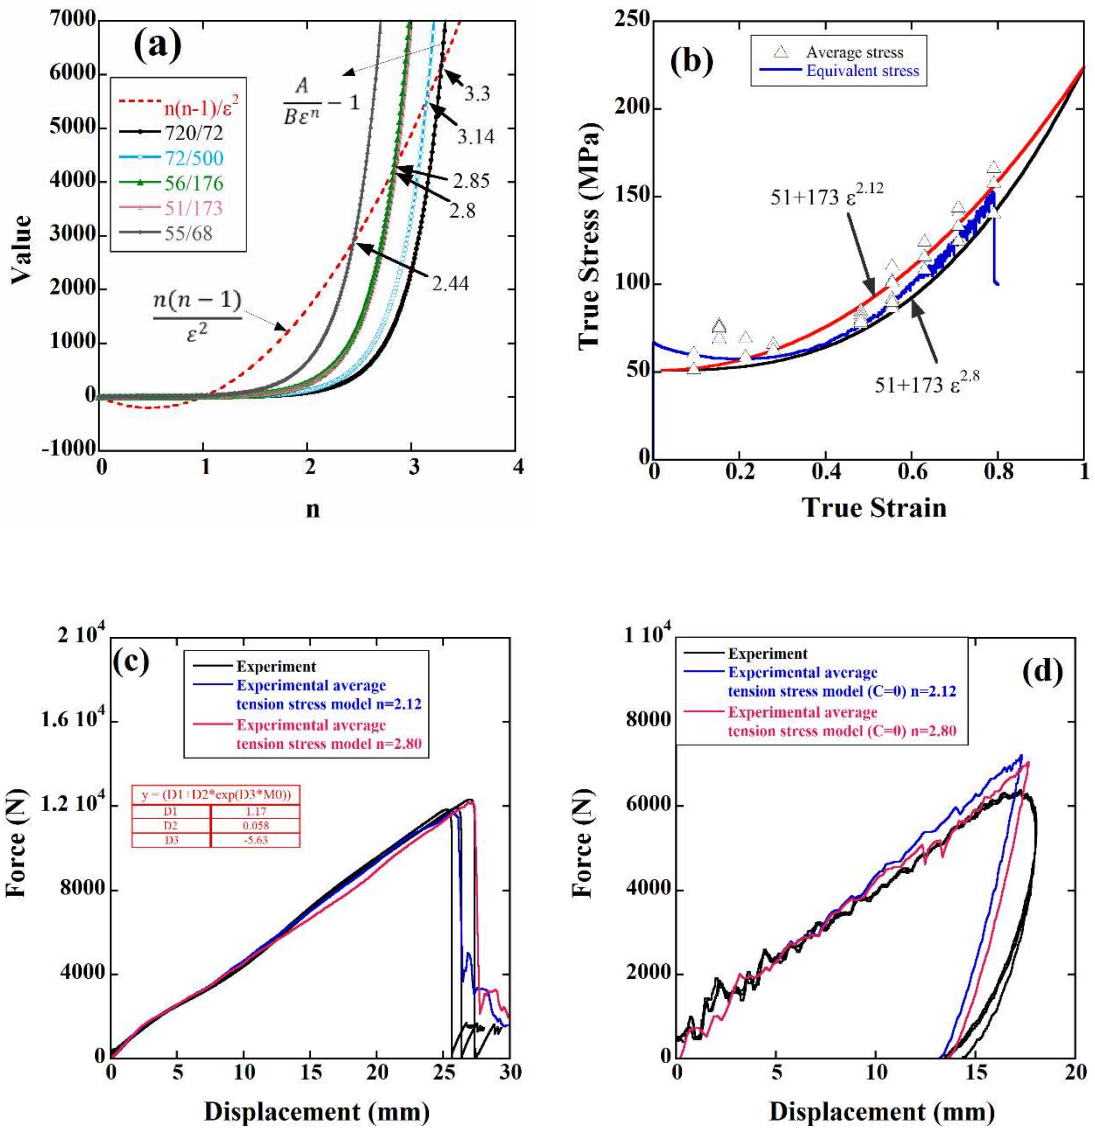 (a)
7000
6000
5000
4000
3000
2000
1000
0
-1000
Value
n(n-1)/ε²
720/72
72/500
56/176
51/173
55/68
A/Bεⁿ − 1
n(n − 1)/ε²
3.3
3.14
2.85
2.8
2.44
0 1 2 3 4
n
(b)
250
200
150
100
50
0
True Stress (MPa)
Average stress
Equivalent stress
51+173 ε^2.12
51+173 ε^2.8
0 0.2 0.4 0.6 0.8 1
True Strain
(c)
2 10⁴
1.6 10⁴
1.2 10⁴
8000
4000
0
Force (N)
Experiment
Experimental average
tension stress model n=2.12
Experimental average
tension stress model n=2.80
y = (D1+D2*exp(D3*M0))
D1 1.17
D2 0.058
D3 -5.63
0 5 10 15 20 25 30
Displacement (mm)
(d)
1 10⁴
8000
6000
4000
2000
0
Force (N)
Experiment
Experimental average
tension stress model (C=0) n=2.12
Experimental average
tension stress model (C=0) n=2.80
0 5 10 15 20
Displacement (mm)